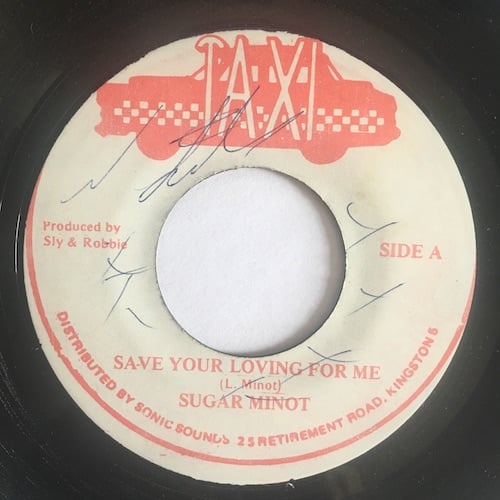 TAXI
Produced by
Sly & Robbie
SIDE A
SAVE YOUR LOVING FOR ME
(L. Minot)
SUGAR MINOT
DISTRIBUTED BY SONIC SOUNDS 25 RETIREMENT ROAD, KINGSTON 5